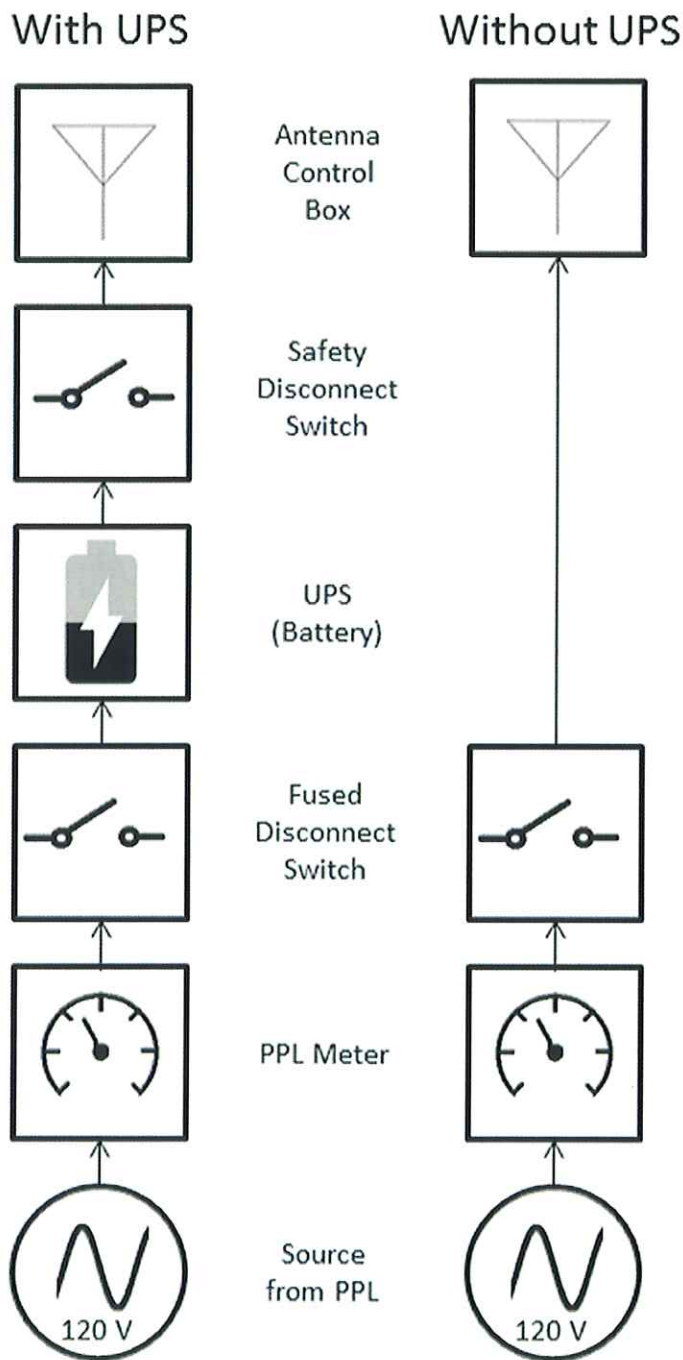 With UPS
Without UPS
Antenna
Control
Box
Safety
Disconnect
Switch
UPS
(Battery)
Fused
Disconnect
Switch
PPL Meter
Source
from PPL
120 V
120 V